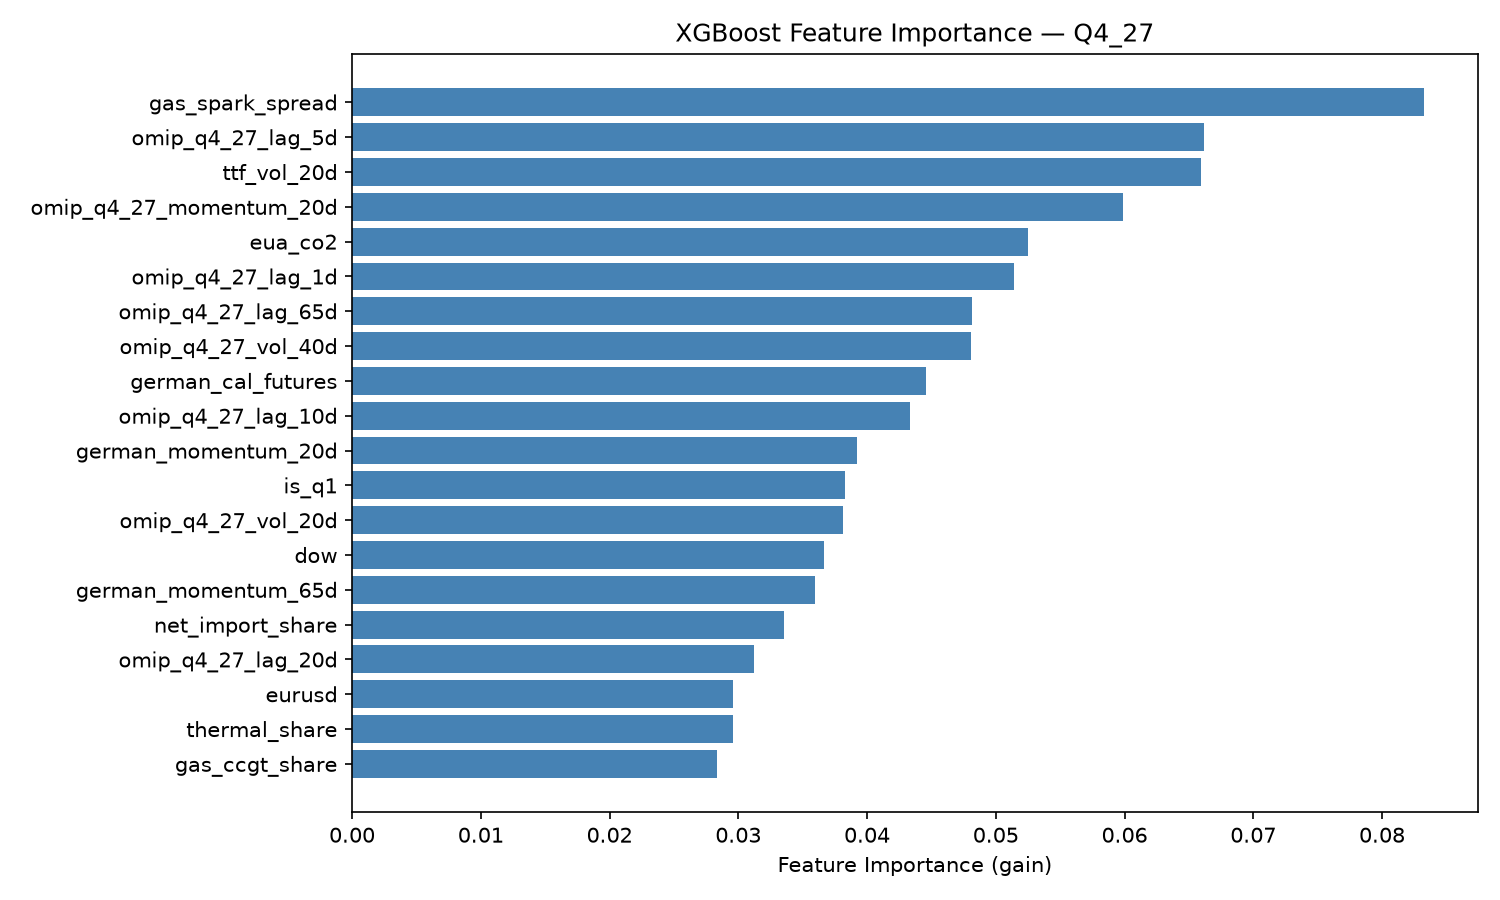 XGBoost Feature Importance — Q4_27
gas_spark_spread
omip_q4_27_lag_5d
ttf_vol_20d
omip_q4_27_momentum_20d
eua_co2
omip_q4_27_lag_1d
omip_q4_27_lag_65d
omip_q4_27_vol_40d
german_cal_futures
omip_q4_27_lag_10d
german_momentum_20d
is_q1
omip_q4_27_vol_20d
dow
german_momentum_65d
net_import_share
omip_q4_27_lag_20d
eurusd
thermal_share
gas_ccgt_share
0.00 0.01 0.02 0.03 0.04 0.05 0.06 0.07 0.08
Feature Importance (gain)